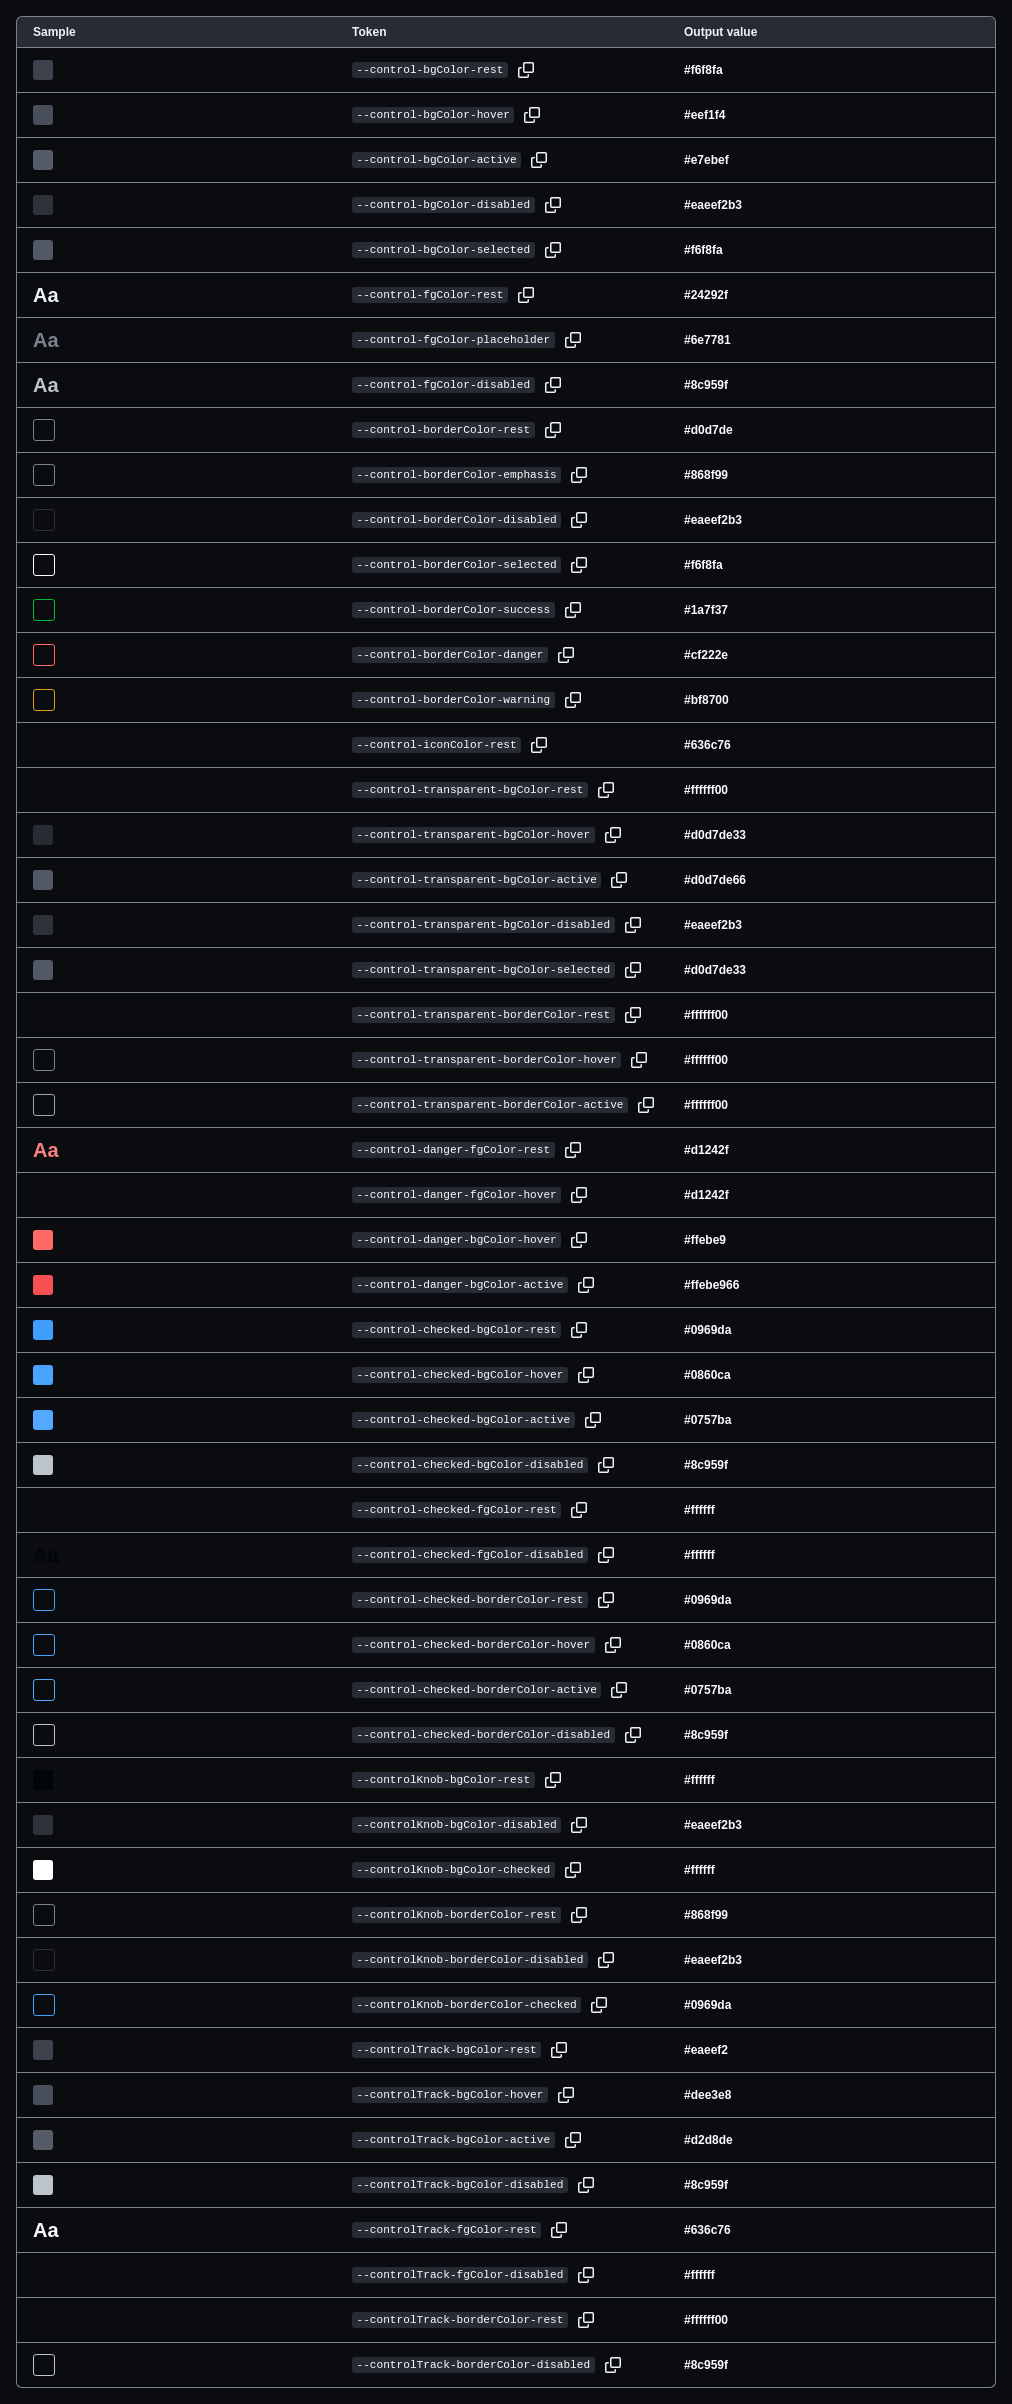 Sample Token Output value
--control-bgColor-rest #f6f8fa
--control-bgColor-hover #eef1f4
--control-bgColor-active #e7ebef
--control-bgColor-disabled #eaeef2b3
--control-bgColor-selected #f6f8fa
Aa --control-fgColor-rest #24292f
Aa --control-fgColor-placeholder #6e7781
Aa --control-fgColor-disabled #8c959f
--control-borderColor-rest #d0d7de
--control-borderColor-emphasis #868f99
--control-borderColor-disabled #eaeef2b3
--control-borderColor-selected #f6f8fa
--control-borderColor-success #1a7f37
--control-borderColor-danger #cf222e
--control-borderColor-warning #bf8700
--control-iconColor-rest #636c76
--control-transparent-bgColor-rest #ffffff00
--control-transparent-bgColor-hover #d0d7de33
--control-transparent-bgColor-active #d0d7de66
--control-transparent-bgColor-disabled #eaeef2b3
--control-transparent-bgColor-selected #d0d7de33
--control-transparent-borderColor-rest #ffffff00
--control-transparent-borderColor-hover #ffffff00
--control-transparent-borderColor-active #ffffff00
Aa --control-danger-fgColor-rest #d1242f
--control-danger-fgColor-hover #d1242f
--control-danger-bgColor-hover #ffebe9
--control-danger-bgColor-active #ffebe966
--control-checked-bgColor-rest #0969da
--control-checked-bgColor-hover #0860ca
--control-checked-bgColor-active #0757ba
--control-checked-bgColor-disabled #8c959f
--control-checked-fgColor-rest #ffffff
Aa --control-checked-fgColor-disabled #ffffff
--control-checked-borderColor-rest #0969da
--control-checked-borderColor-hover #0860ca
--control-checked-borderColor-active #0757ba
--control-checked-borderColor-disabled #8c959f
--controlKnob-bgColor-rest #ffffff
--controlKnob-bgColor-disabled #eaeef2b3
--controlKnob-bgColor-checked #ffffff
--controlKnob-borderColor-rest #868f99
--controlKnob-borderColor-disabled #eaeef2b3
--controlKnob-borderColor-checked #0969da
--controlTrack-bgColor-rest #eaeef2
--controlTrack-bgColor-hover #dee3e8
--controlTrack-bgColor-active #d2d8de
--controlTrack-bgColor-disabled #8c959f
Aa --controlTrack-fgColor-rest #636c76
--controlTrack-fgColor-disabled #ffffff
--controlTrack-borderColor-rest #ffffff00
--controlTrack-borderColor-disabled #8c959f